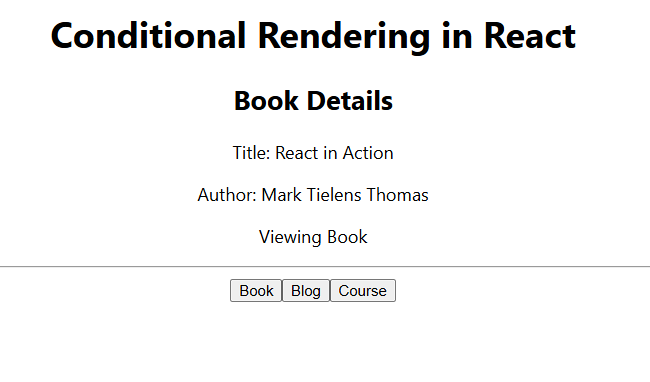 Conditional Rendering in React
Book Details
Title: React in Action
Author: Mark Tielens Thomas
Viewing Book
Book Blog Course